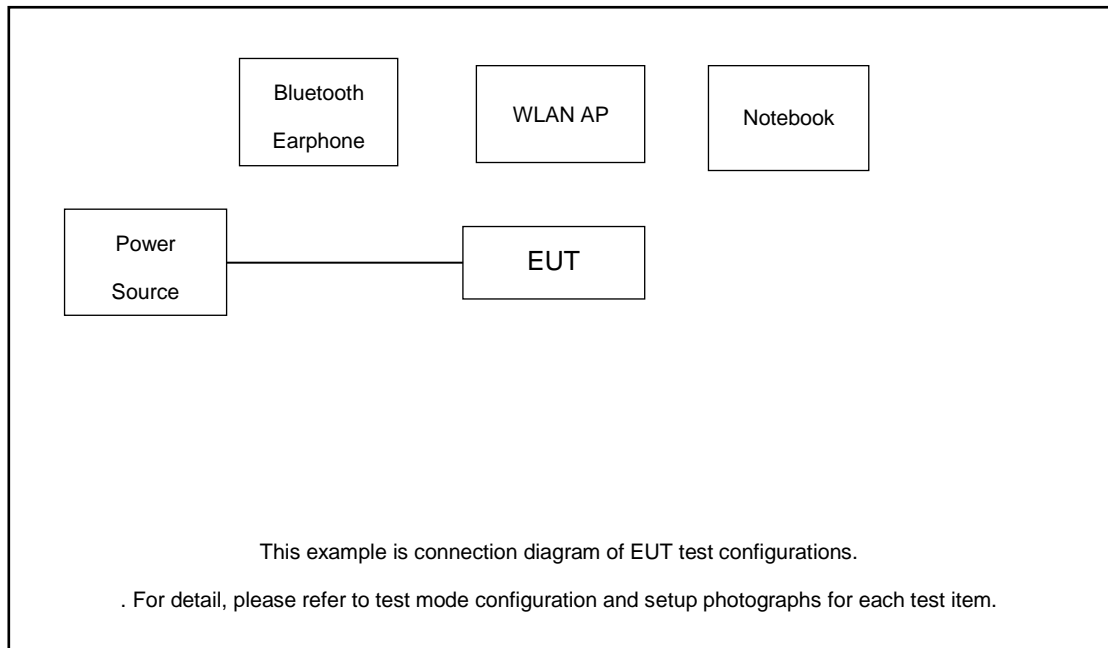 Bluetooth
Earphone
WLAN AP
Notebook
Power
Source
EUT
This example is connection diagram of EUT test configurations.
. For detail, please refer to test mode configuration and setup photographs for each test item.